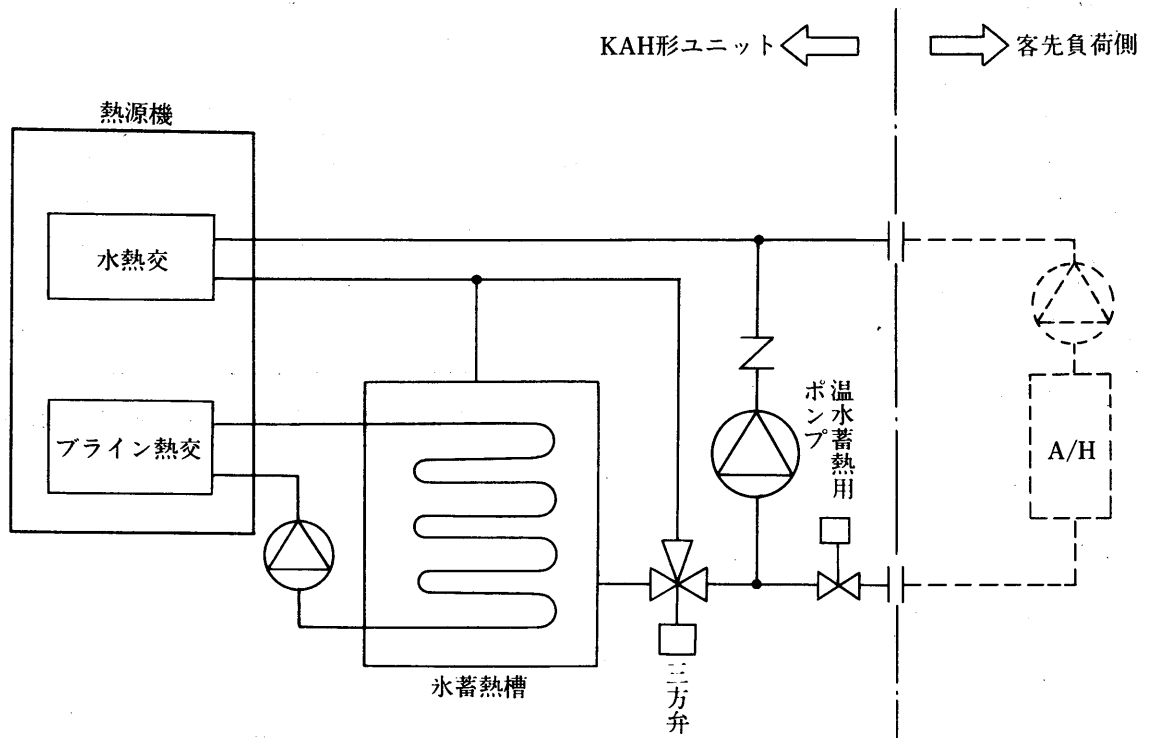 KAH形ユニット
客先負荷側
熱源機
水熱交
ブライン熱交
温水蓄熱用
ポンプ
A/H
氷蓄熱槽
三方弁